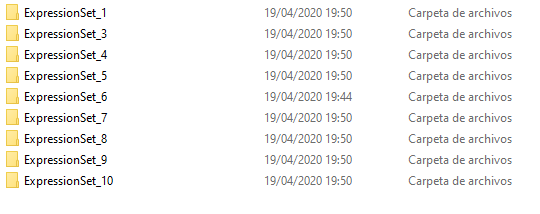 ExpressionSet_1 19/04/2020 19:50 Carpeta de archivos
ExpressionSet_3 19/04/2020 19:50 Carpeta de archivos
ExpressionSet_4 19/04/2020 19:50 Carpeta de archivos
ExpressionSet_5 19/04/2020 19:50 Carpeta de archivos
ExpressionSet_6 19/04/2020 19:44 Carpeta de archivos
ExpressionSet_7 19/04/2020 19:50 Carpeta de archivos
ExpressionSet_8 19/04/2020 19:50 Carpeta de archivos
ExpressionSet_9 19/04/2020 19:50 Carpeta de archivos
ExpressionSet_10 19/04/2020 19:50 Carpeta de archivos